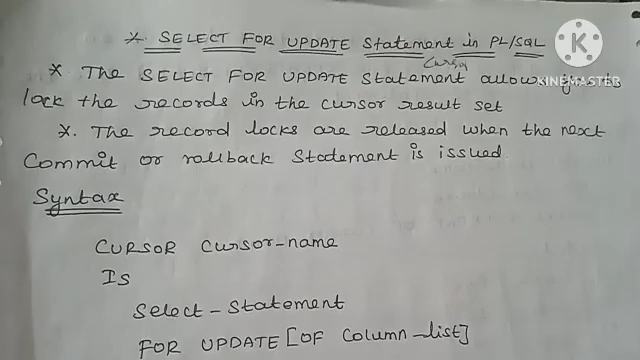 * SELECT FOR UPDATE Statement in PL/SQL
Cursor
* The SELECT FOR UPDATE Statement allows
lock the records in the cursor result set
*. The record locks are released when the next
Commit or rollback Statement is issued.
Syntax
CURSOR Cursor-name
IS
Select-Statement
FOR UPDATE [OF Column-list]
K
KINEMASTER